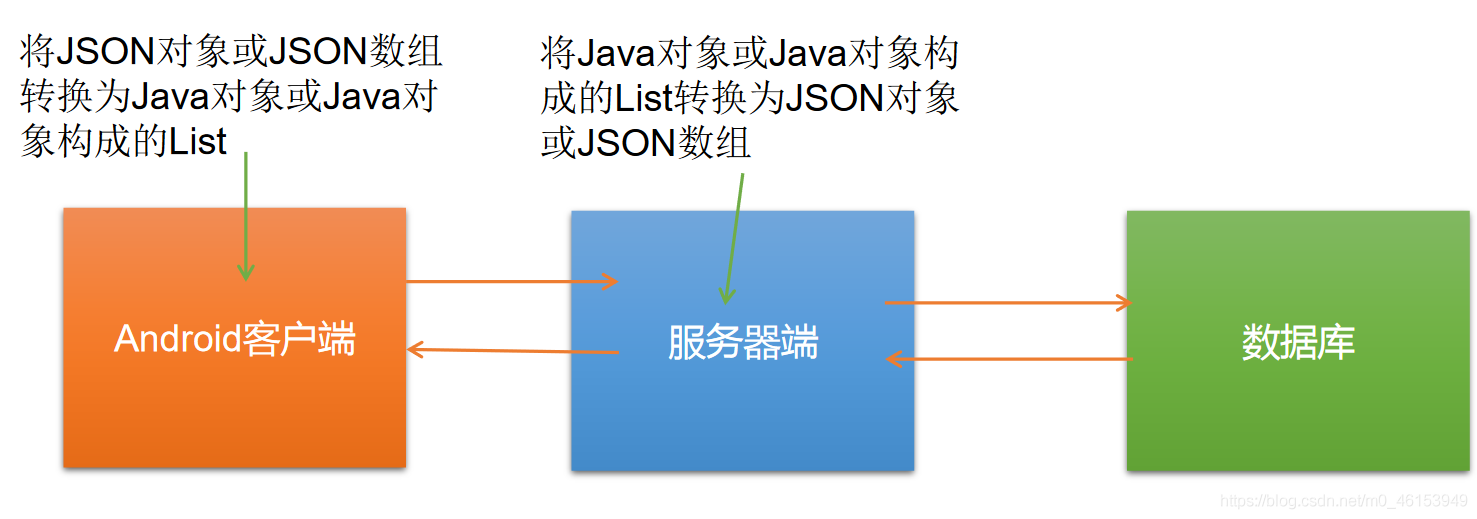 将JSON对象或JSON数组
转换为Java对象或Java对
象构成的List
将Java对象或Java对象构
成的List转换为JSON对象
或JSON数组
Android客户端
服务器端
数据库
https://blog.csdn.net/m0_46153949